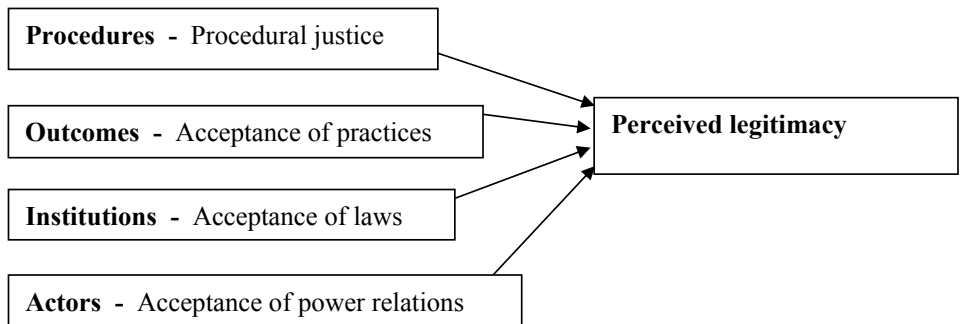 Procedures - Procedural justice
Outcomes - Acceptance of practices
Institutions - Acceptance of laws
Actors - Acceptance of power relations
Perceived legitimacy